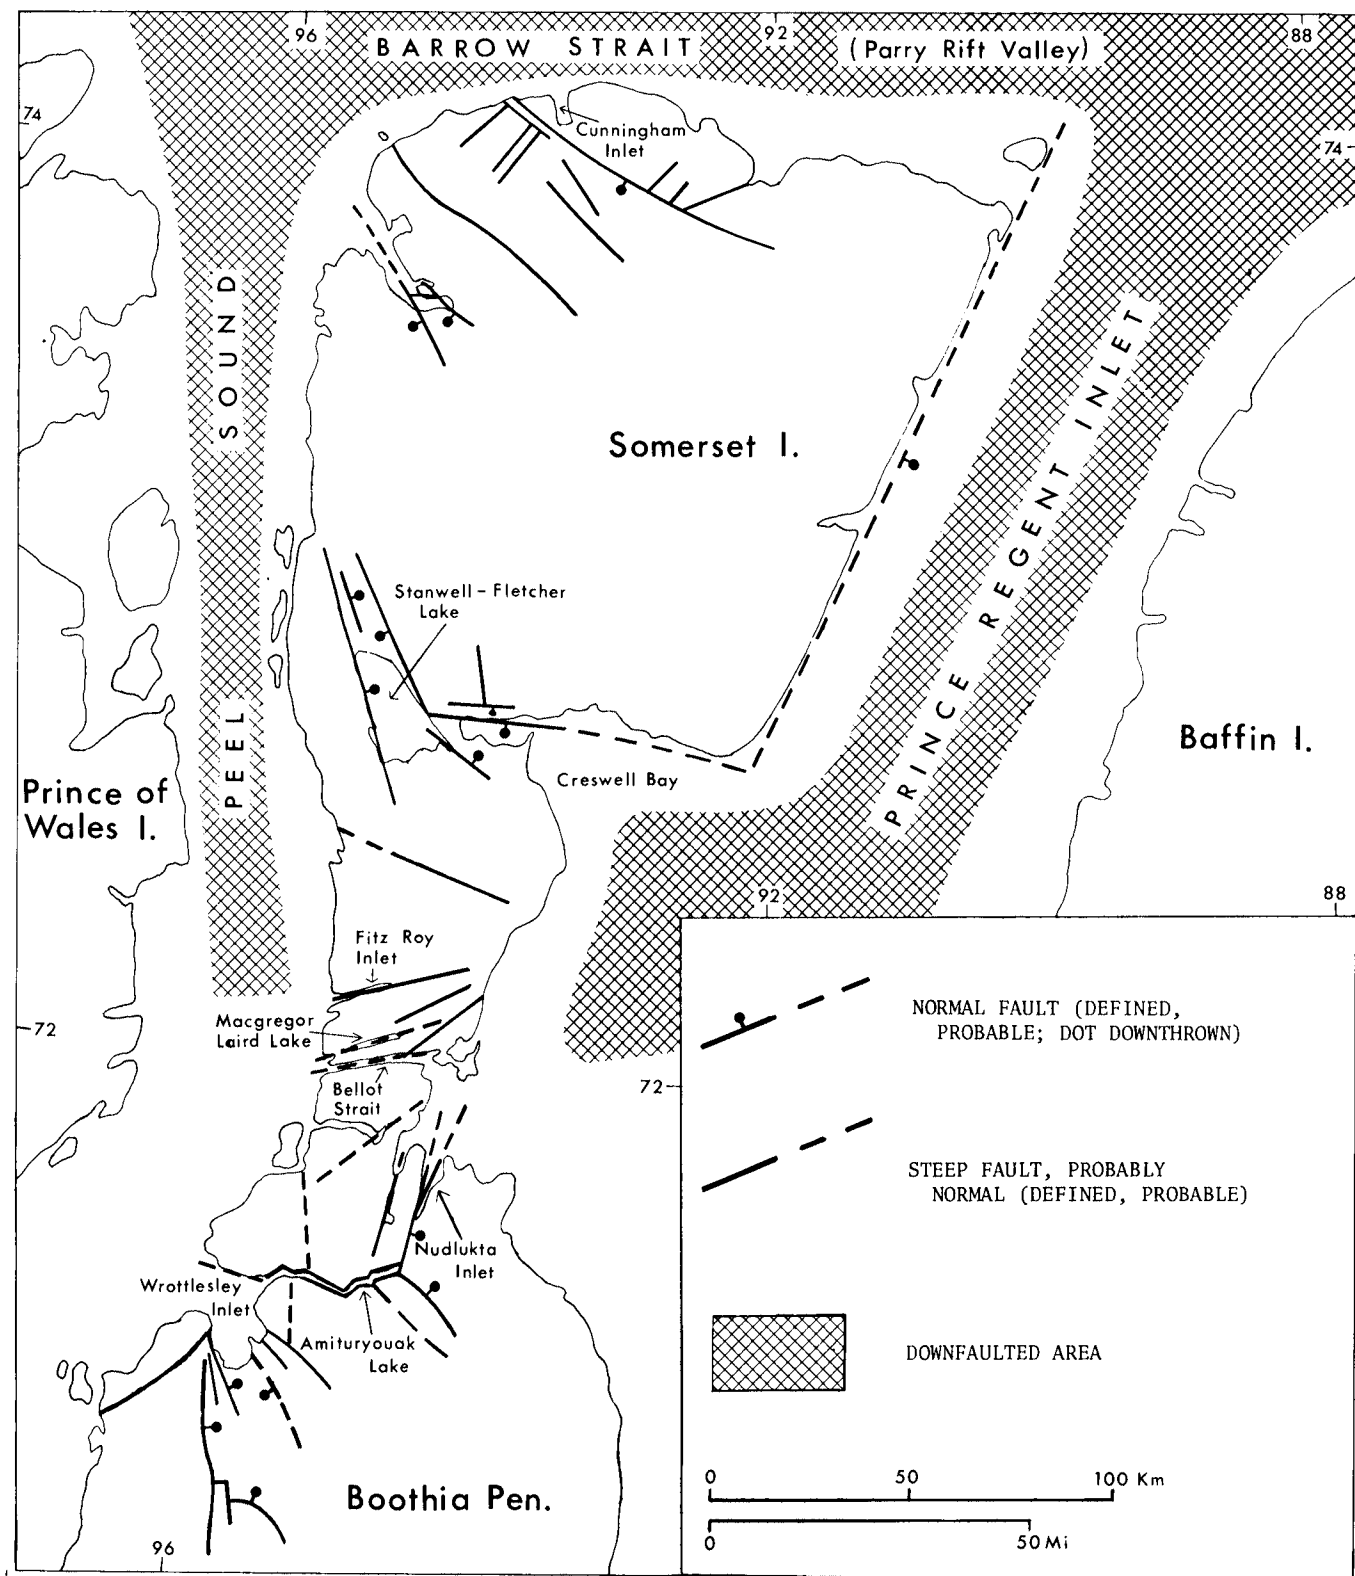 96
92
88
BARROW STRAIT
(Parry Rift Valley)
74
74
Cunningham
Inlet
PEEL SOUND
PRINCE REGENT INLET
Somerset I.
Stanwell-Fletcher
Lake
Baffin I.
Creswell Bay
Prince of
Wales I.
92
88
Fitz Roy
Inlet
72
Macgregor
Laird Lake
72
Bellot
Strait
Nudlukta
Inlet
Wrottlesley
Inlet
Amituryouak
Lake
Boothia Pen.
96
NORMAL FAULT (DEFINED,
PROBABLE; DOT DOWNTHROWN)
STEEP FAULT, PROBABLY
NORMAL (DEFINED, PROBABLE)
DOWNFAULTED AREA
0 50 100 Km
0 50 Mi